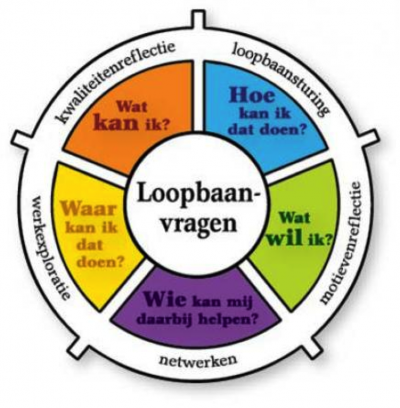 kwaliteitenreflectie
loopbaansturing
Wat
kan ik?
Hoe
kan ik
dat doen?
Loopbaan-
vragen
Waar
kan ik
dat
doen?
Wat
wil ik?
werkexploratie
motievenreflectie
Wie kan mij
daarbij helpen?
netwerken